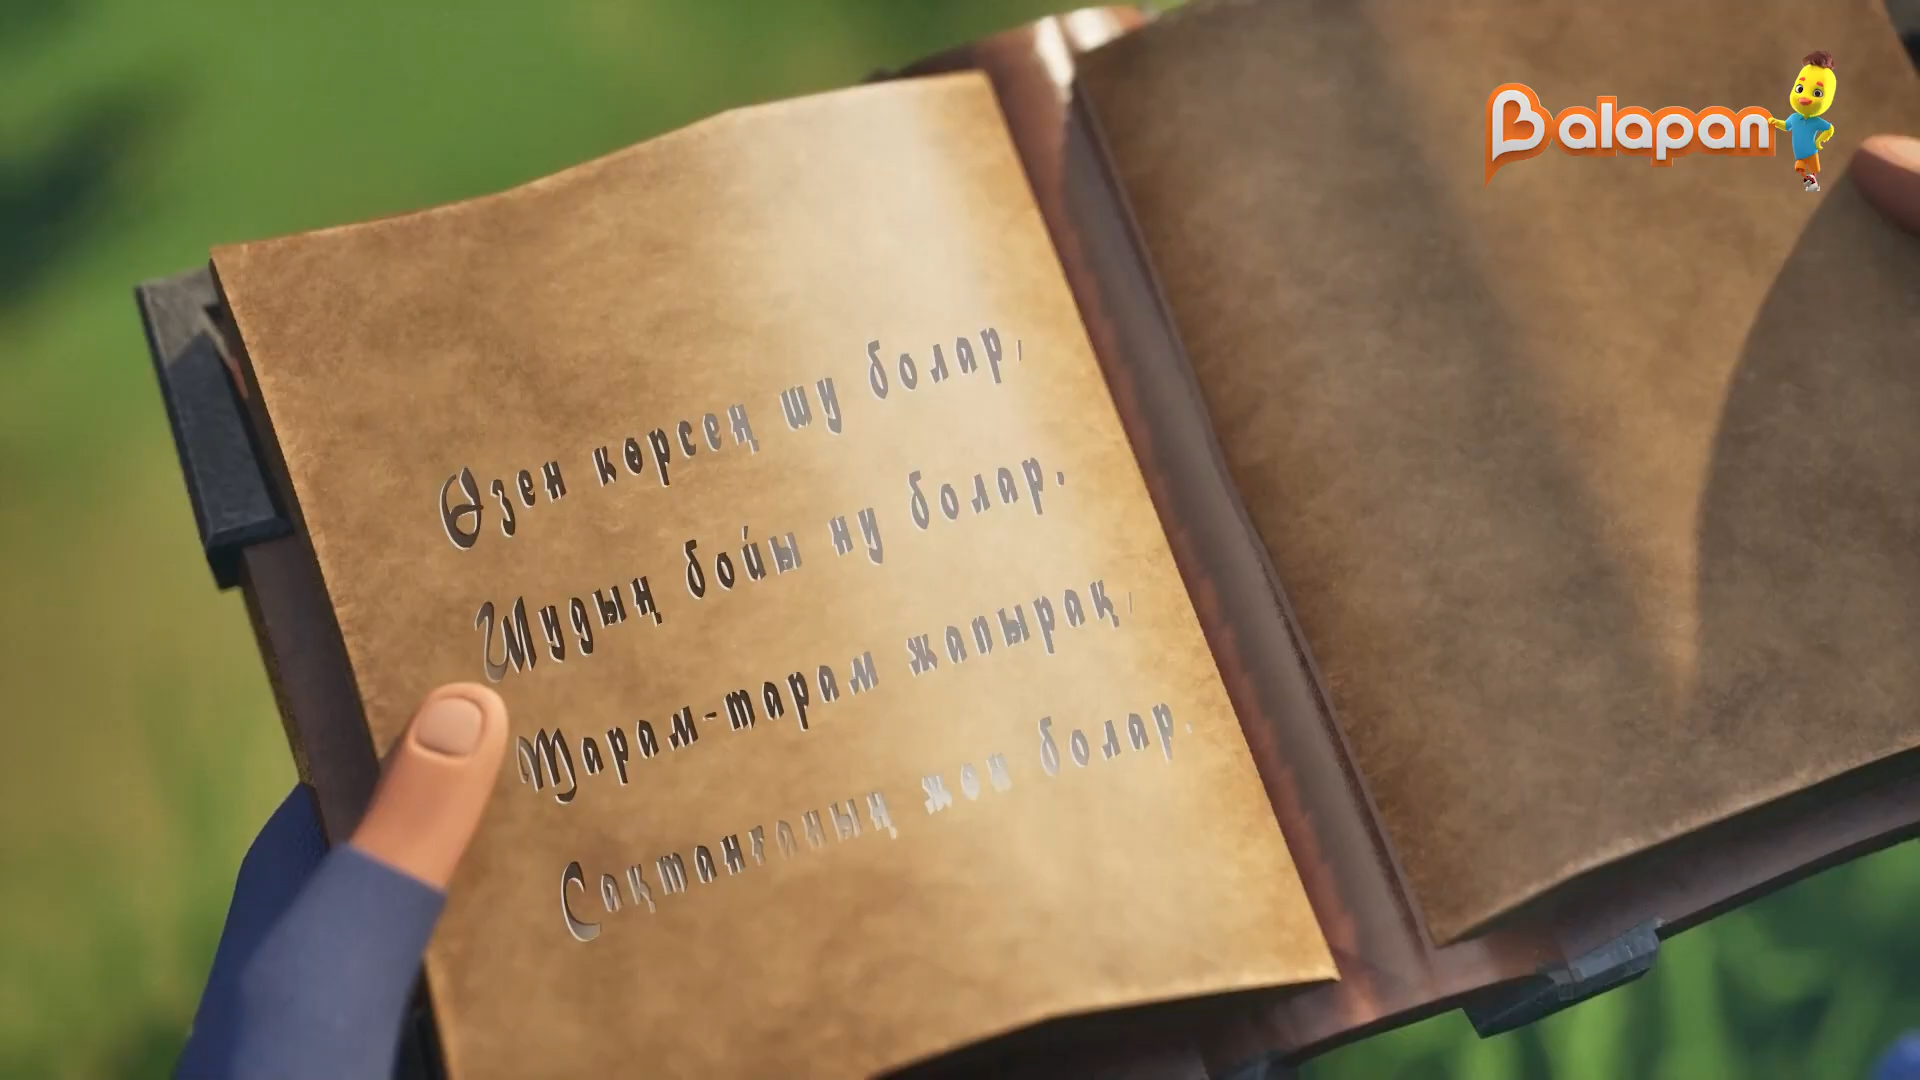 Balapan
Өзен көрсең шу болар,
Шудың бойы ну болар.
Тарам-тарам жапырақ,
Сақтанғаның жөн болар.